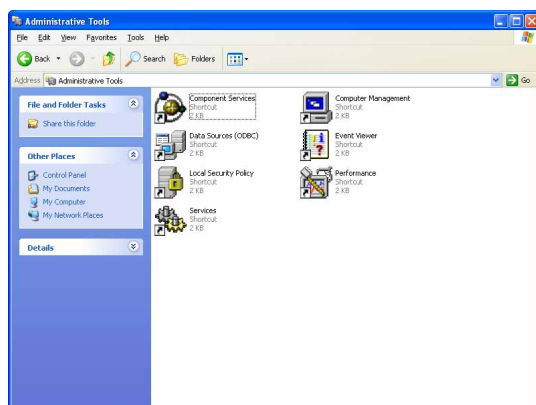 Administrative Tools
File Edit View Favorites Tools Help
Back Search Folders
Address Administrative Tools Go
File and Folder Tasks
Share this folder
Other Places
Control Panel
My Documents
My Computer
My Network Places
Details
Component Services
Shortcut
2 KB
Computer Management
Shortcut
2 KB
Data Sources (ODBC)
Shortcut
2 KB
Event Viewer
Shortcut
2 KB
Local Security Policy
Shortcut
2 KB
Performance
Shortcut
2 KB
Services
Shortcut
2 KB